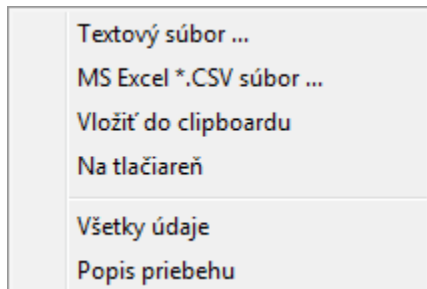 Textový súbor ...
MS Excel *.CSV súbor ...
Vložiť do clipboardu
Na tlačiareň
Všetky údaje
Popis priebehu